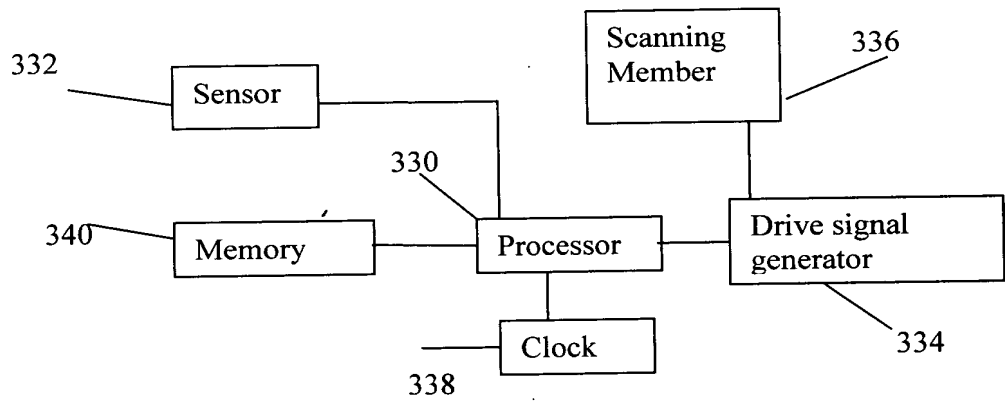 332
Sensor
Scanning
Member
336
330
340
Memory
Processor
Drive signal
generator
334
Clock
338